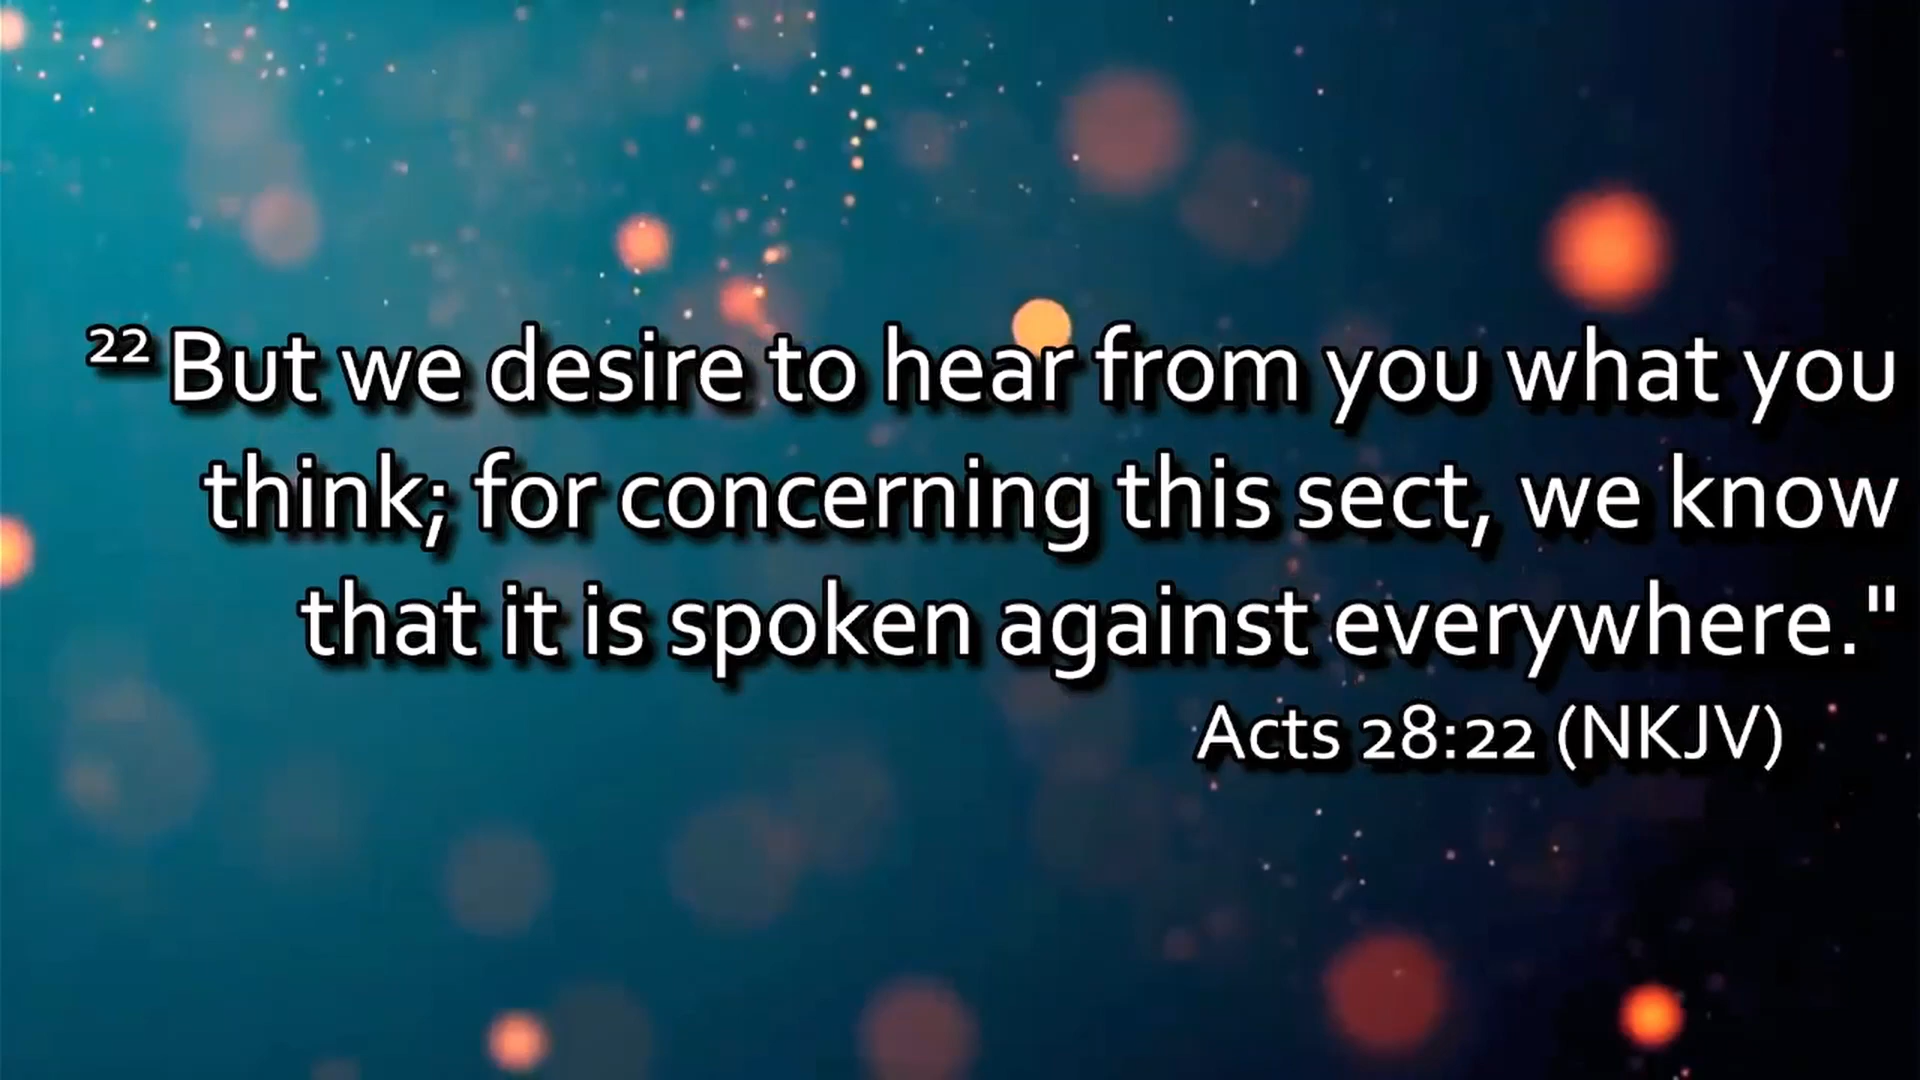 ²² But we desire to hear from you what you
think; for concerning this sect, we know
that it is spoken against everywhere."
Acts 28:22 (NKJV)